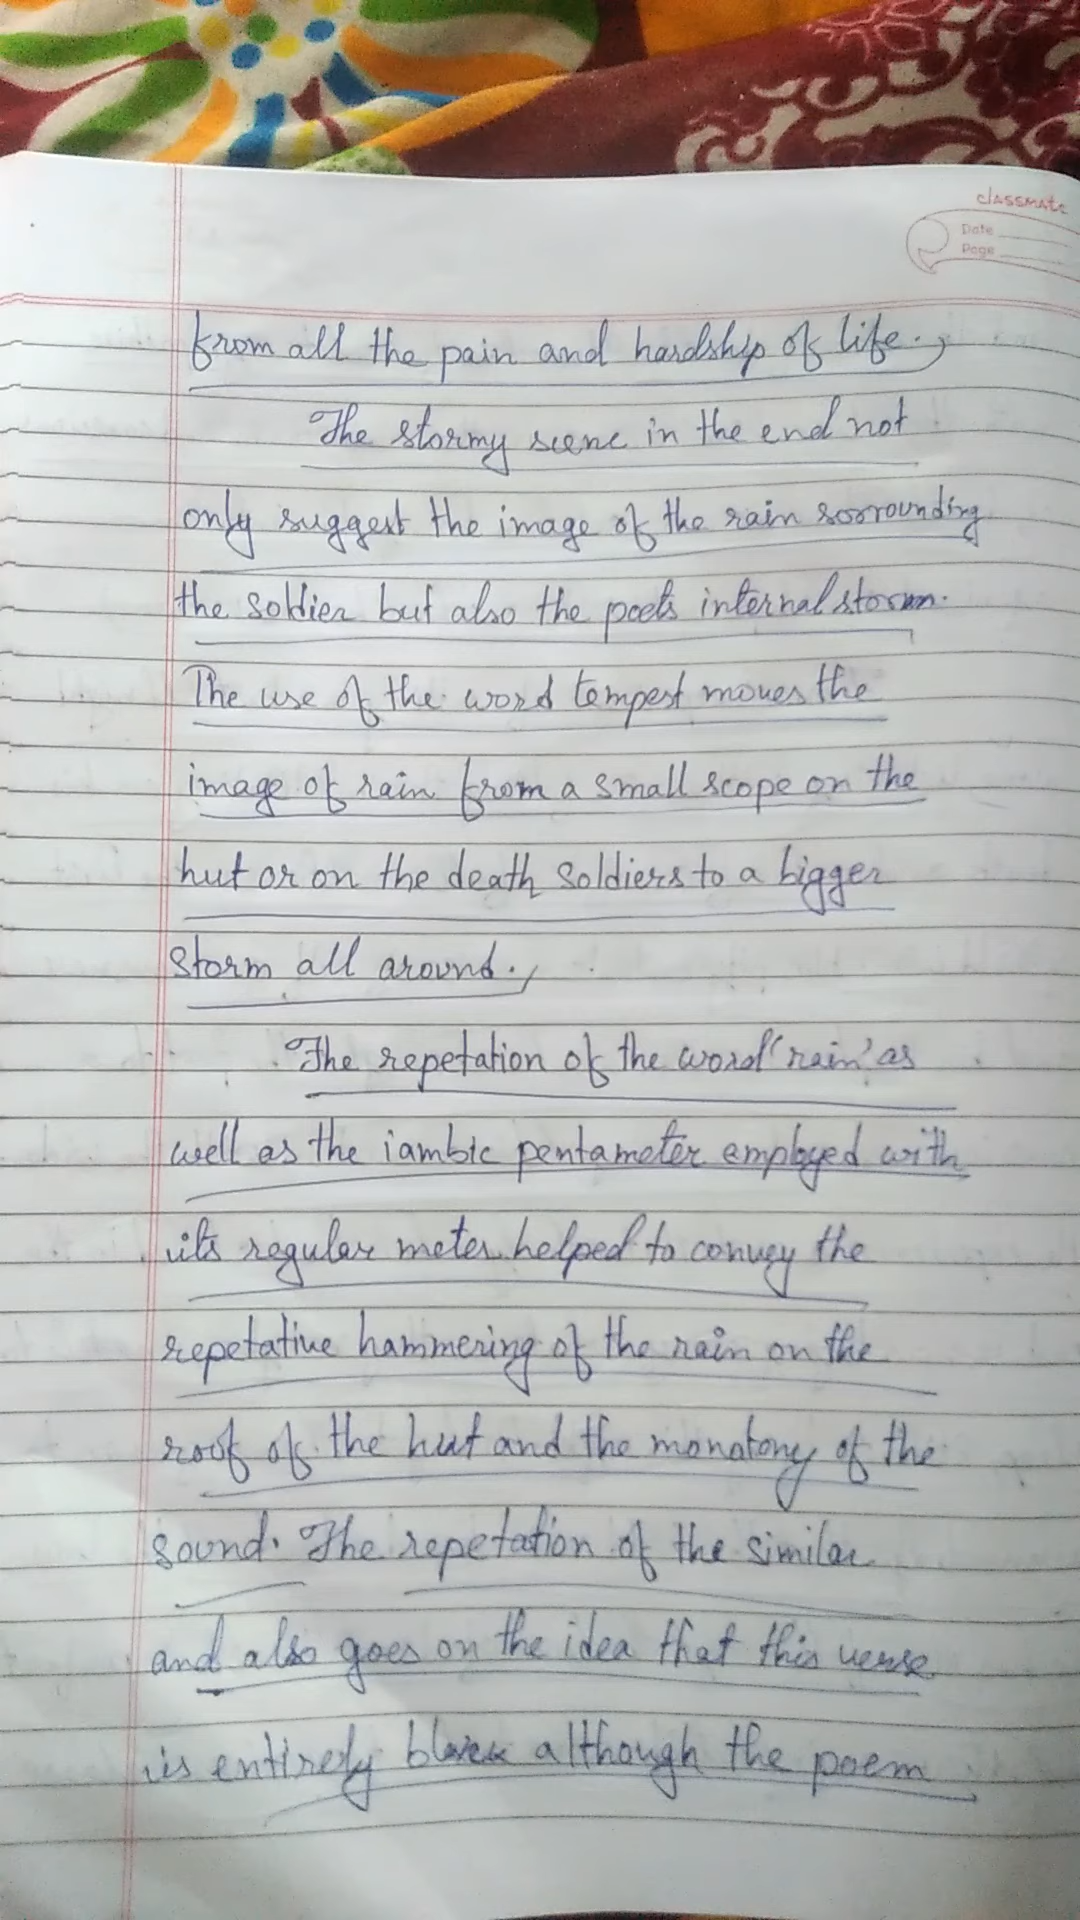 classmate
Date
Page
from all the pain and hardship of life.
The stormy scene in the end not
only suggest the image of the rain sorrounding
the soldier but also the poets internal storm.
The use of the word tempest moves the
image of rain from a small scope on the
hut or on the death soldiers to a bigger
storm all around.
The repetation of the word 'rain' as
well as the iambic pentameter employed with
its regular meter helped to convey the
repetative hammering of the rain on the
roof of the hut and the monatony of the
sound. The repetation of the similar
and also goes on the idea that this verse
is entirely although the poem